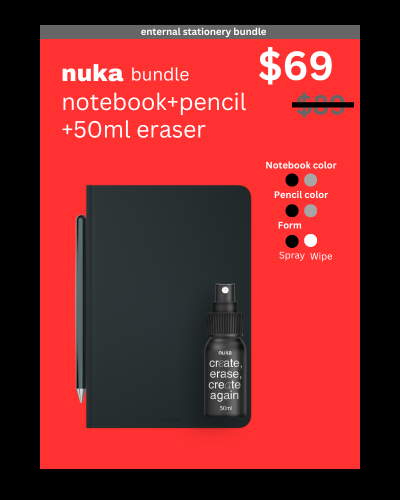 enternal stationery bundle
$69
nuka bundle
$89
notebook+pencil
+50ml eraser
Notebook color
Pencil color
Form
Spray Wipe
nuka
create,
erase,
create
again
50ml